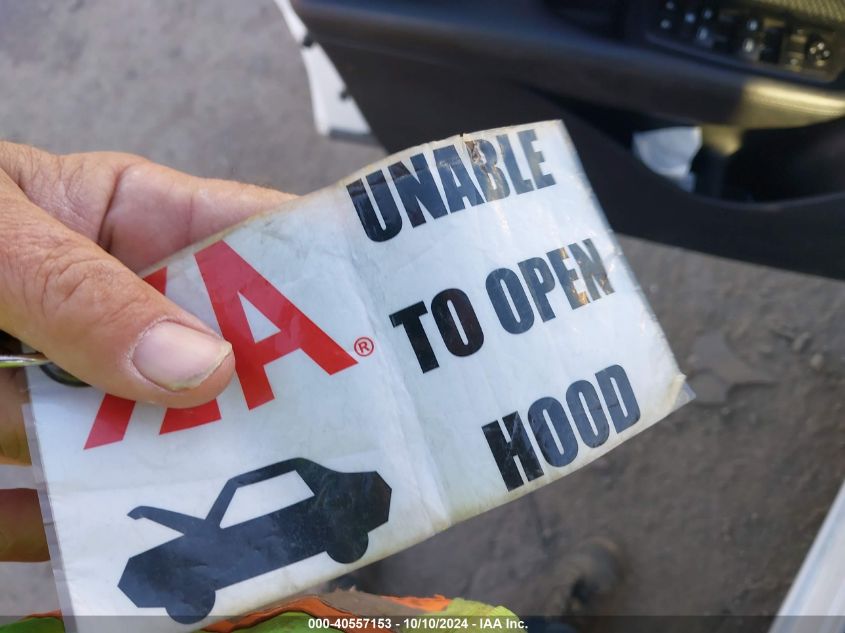 IAA®
UNABLE
TO OPEN
HOOD
000-40557153 - 10/10/2024 - IAA Inc.